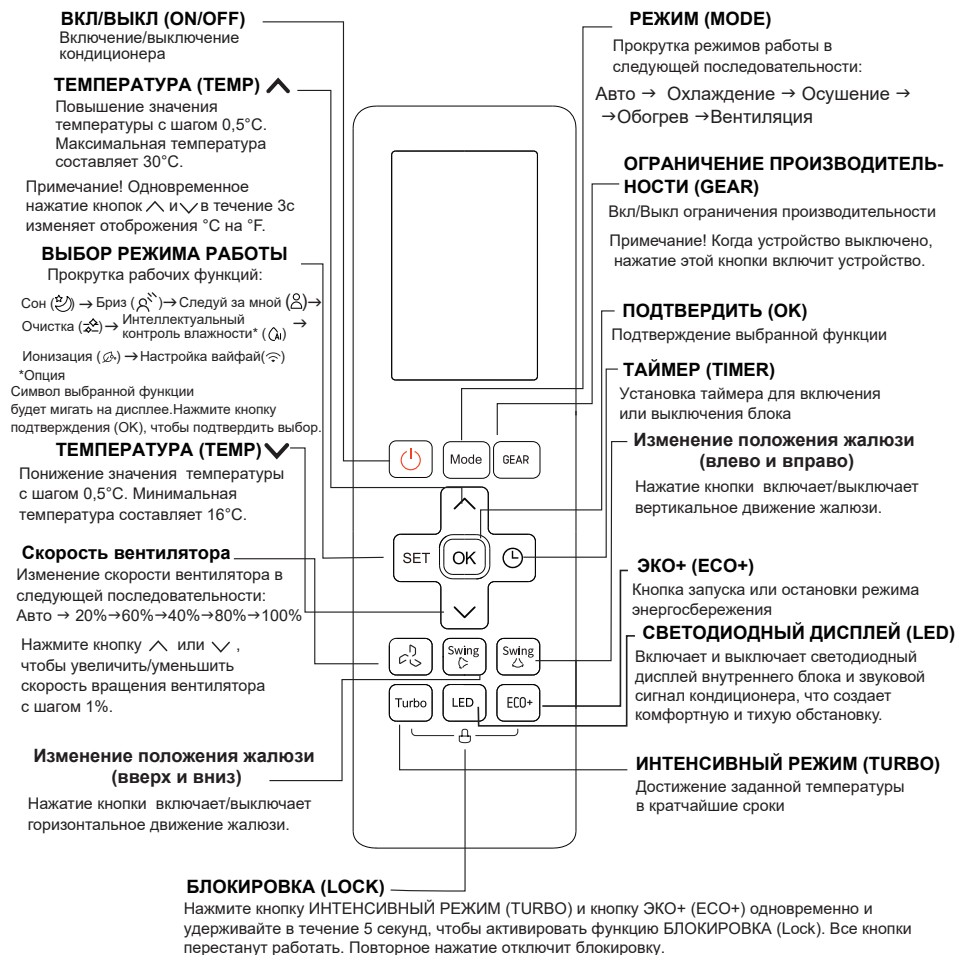 ВКЛ/ВЫКЛ (ON/OFF)
Включение/выключение
кондиционера
ТЕМПЕРАТУРА (TEMP)
Повышение значения
температуры с шагом 0,5°C.
Максимальная температура
составляет 30°C.
Примечание! Одновременное
нажатие кнопок и в течение 3с
изменяет отоброжения °C на °F.
ВЫБОР РЕЖИМА РАБОТЫ
Прокрутка рабочих функций:
Сон () → Бриз () → Следуй за мной () →
Очистка () → Интеллектуальный
контроль влажности* () →
Ионизация () → Настройка вайфай()
*Опция
Символ выбранной функции
будет мигать на дисплее.Нажмите кнопку
подтверждения (OK), чтобы подтвердить выбор.
ТЕМПЕРАТУРА (TEMP)
Понижение значения температуры
с шагом 0,5°C. Минимальная
температура составляет 16°C.
Скорость вентилятора
Изменение скорости вентилятора в
следующей последовательности:
Авто → 20%→60%→40%→80%→100%
Нажмите кнопку или ,
чтобы увеличить/уменьшить
скорость вращения вентилятора
с шагом 1%.
Изменение положения жалюзи
(вверх и вниз)
Нажатие кнопки включает/выключает
горизонтальное движение жалюзи.
Mode
GEAR
SET
OK
Swing
Swing
Turbo
LED
ECO+
РЕЖИМ (MODE)
Прокрутка режимов работы в
следующей последовательности:
Авто → Охлаждение → Осушение →
→Обогрев →Вентиляция
ОГРАНИЧЕНИЕ ПРОИЗВОДИТЕЛЬ-
НОСТИ (GEAR)
Вкл/Выкл ограничения производительности
Примечание! Когда устройство выключено,
нажатие этой кнопки включит устройство.
ПОДТВЕРДИТЬ (OK)
Подтверждение выбранной функции
ТАЙМЕР (TIMER)
Установка таймера для включения
или выключения блока
Изменение положения жалюзи
(влево и вправо)
Нажатие кнопки включает/выключает
вертикальное движение жалюзи.
ЭКО+ (ECO+)
Кнопка запуска или остановки режима
энергосбережения
СВЕТОДИОДНЫЙ ДИСПЛЕЙ (LED)
Включает и выключает светодиодный
дисплей внутреннего блока и звуковой
сигнал кондиционера, что создает
комфортную и тихую обстановку.
ИНТЕНСИВНЫЙ РЕЖИМ (TURBO)
Достижение заданной температуры
в кратчайшие сроки
БЛОКИРОВКА (LOCK)
Нажмите кнопку ИНТЕНСИВНЫЙ РЕЖИМ (TURBO) и кнопку ЭКО+ (ECO+) одновременно и
удерживайте в течение 5 секунд, чтобы активировать функцию БЛОКИРОВКА (Lock). Все кнопки
перестанут работать. Повторное нажатие отключит блокировку.